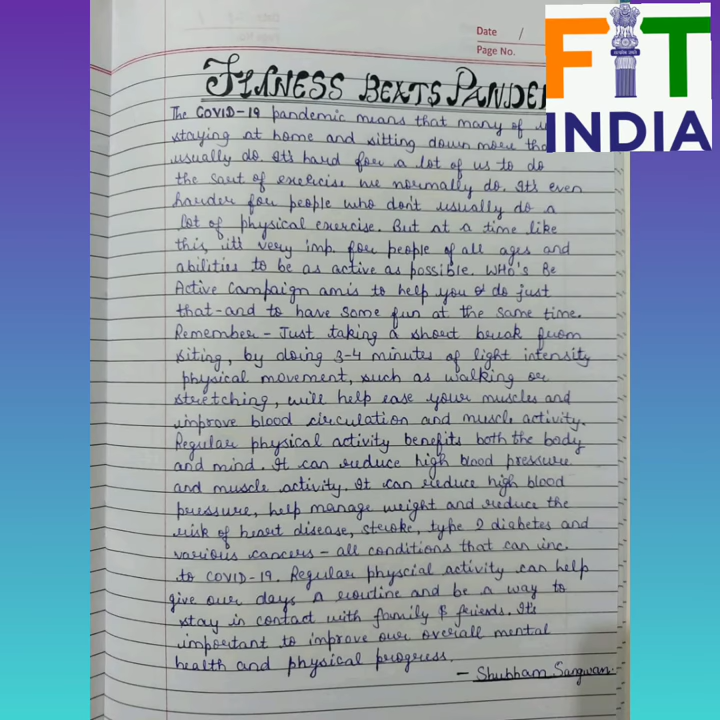 Date /
Page No.
FIT
INDIA
FITNESS BEATS PANDE
The COVID-19 pandemic means that many of
staying at home and sitting down more tha
usually do. It's hard for a lot of us to do
the sort of exercise we normally do. It's even
harder for people who don't usually do a
lot of physical exercise. But at a time like
this, it's very imp. for people of all ages and
abilities to be as active as possible. WHO's Be
Active Campaign amis to help you & do just
that-and to have some fun at the same time.
Remember - Just taking a short break from
siting, by doing 3-4 minutes of light intensity
physical movement, such as walking or
stretching, will help ease your muscles and
improve blood circulation and muscle activity.
Regular physical activity benefits both the body
and mind. It can reduce high blood pressure
and muscle activity. It can reduce high blood
pressure, help manage weight and reduce the
risk of heart disease, stroke, type 2 diabetes and
various cancers - all conditions that can inc.
to COVID-19. Regular physcial activity can help
give our days a routine and be a way to
stay in contact with family & friends. It's
important to improve our overall mental
health and physical progress.
- Shubham Sangwan.